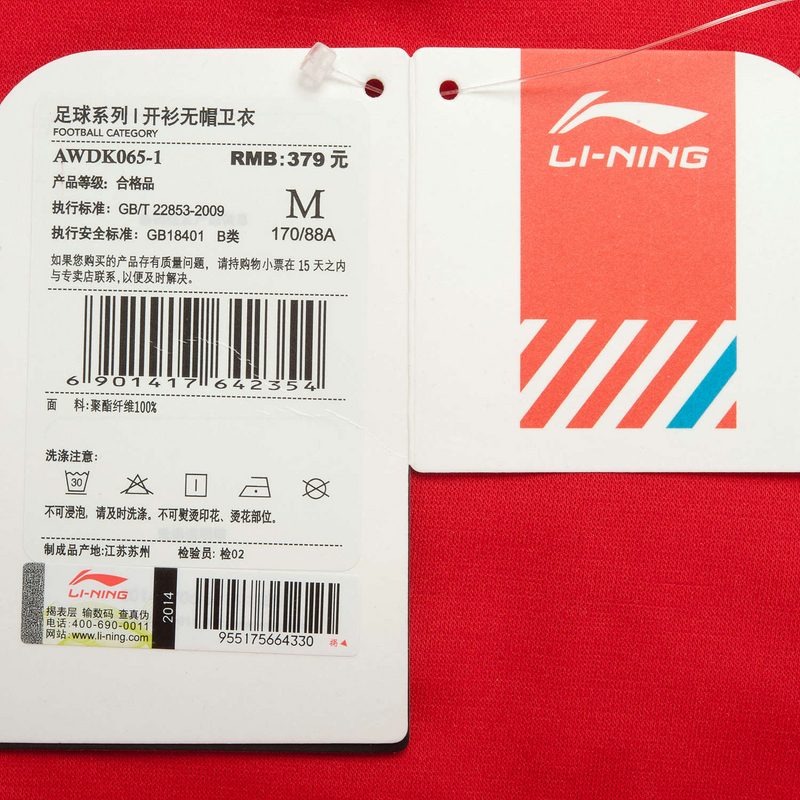 足球系列 | 开衫无帽卫衣
FOOTBALL CATEGORY
AWDK065-1 RMB: 379 元
产品等级: 合格品
执行标准: GB/T 22853-2009
M
执行安全标准: GB18401 B类
170/88A
如果您购买的产品存有质量问题, 请持购物小票在 15 天之内
与专卖店联系, 以便及时解决。
6 901417 642354
面 料: 聚酯纤维100%
洗涤注意:
30
不可浸泡, 请及时洗涤。不可熨烫印花、烫花部位。
制成品产地: 江苏苏州 检验员: 检02
LI-NING
揭表层 输数码 查真伪
电话: 400-690-0011
网站: www.li-ning.com
2014
955175664330
揭
LI-NING